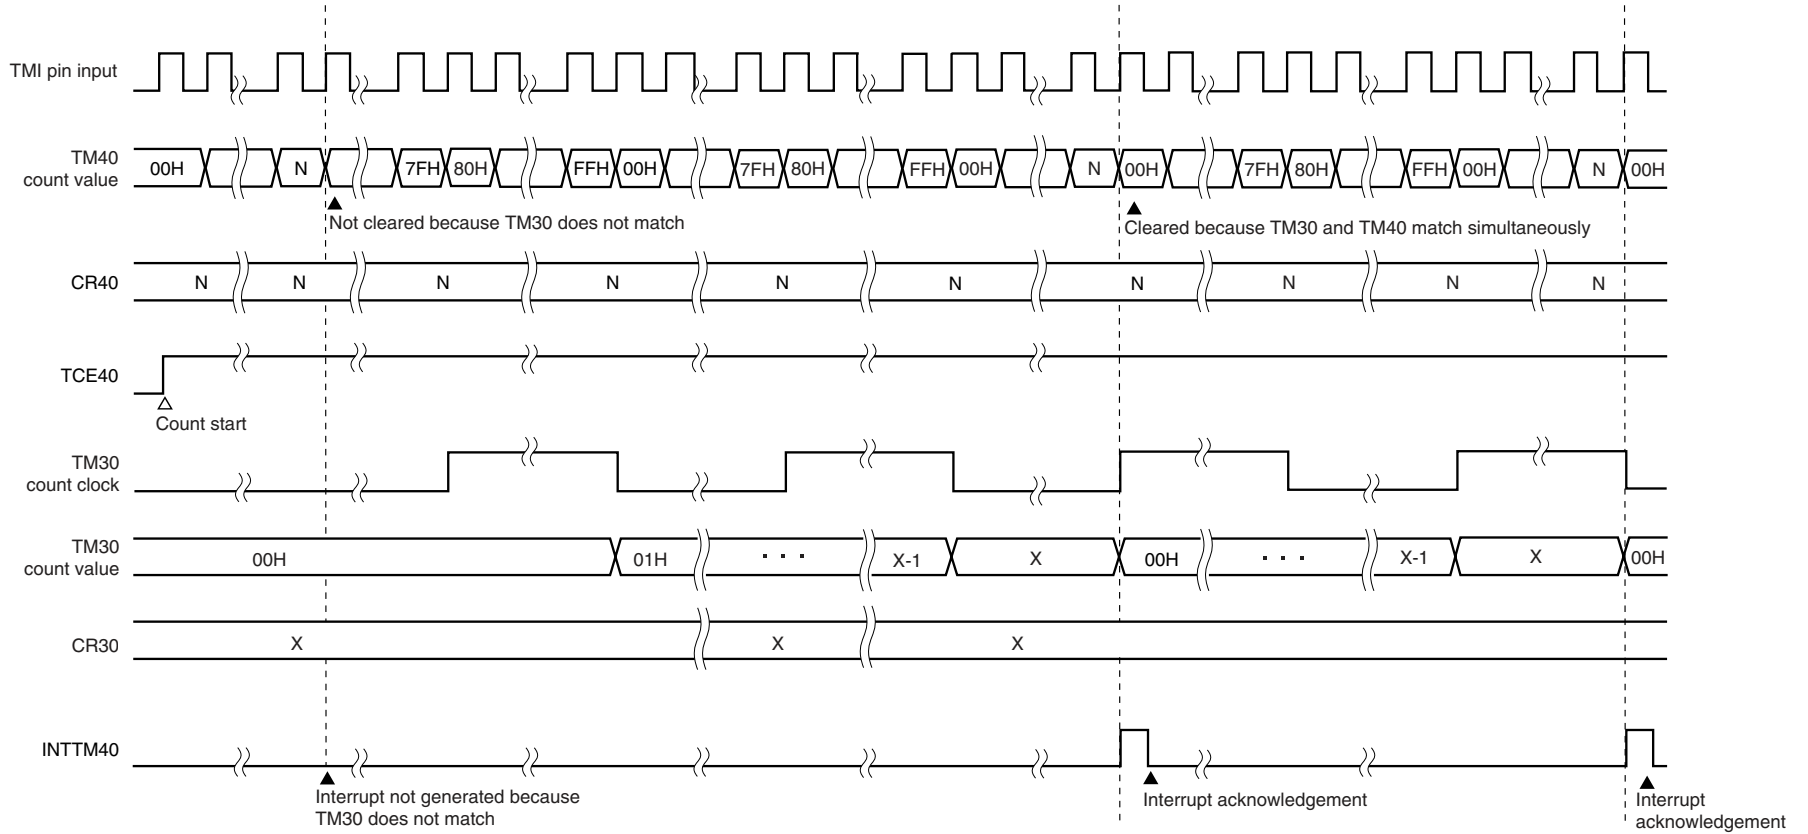 TMI pin input
TM40
count value
00H N 7FH 80H FFH 00H 7FH 80H FFH 00H N 00H 7FH 80H FFH 00H N 00H
Not cleared because TM30 does not match
Cleared because TM30 and TM40 match simultaneously
CR40
N N N N N N N N N N
TCE40
Count start
TM30
count clock
TM30
count value
00H 01H · · · X-1 X 00H · · · X-1 X 00H
CR30
X X X
INTTM40
Interrupt not generated because
TM30 does not match
Interrupt acknowledgement
Interrupt
acknowledgement